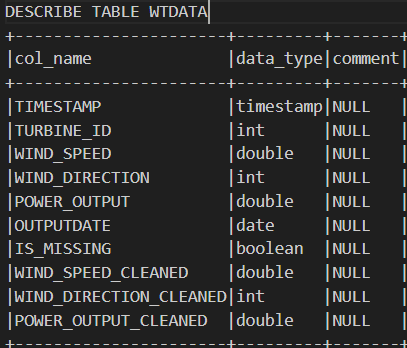 DESCRIBE TABLE WTDATA
+-----------------------+---------+-------+
|col_name               |data_type|comment|
+-----------------------+---------+-------+
|TIMESTAMP              |timestamp|NULL   |
|TURBINE_ID             |int      |NULL   |
|WIND_SPEED             |double   |NULL   |
|WIND_DIRECTION         |int      |NULL   |
|POWER_OUTPUT           |double   |NULL   |
|OUTPUTDATE             |date     |NULL   |
|IS_MISSING             |boolean  |NULL   |
|WIND_SPEED_CLEANED     |double   |NULL   |
|WIND_DIRECTION_CLEANED|int      |NULL   |
|POWER_OUTPUT_CLEANED   |double   |NULL   |
+-----------------------+---------+-------+